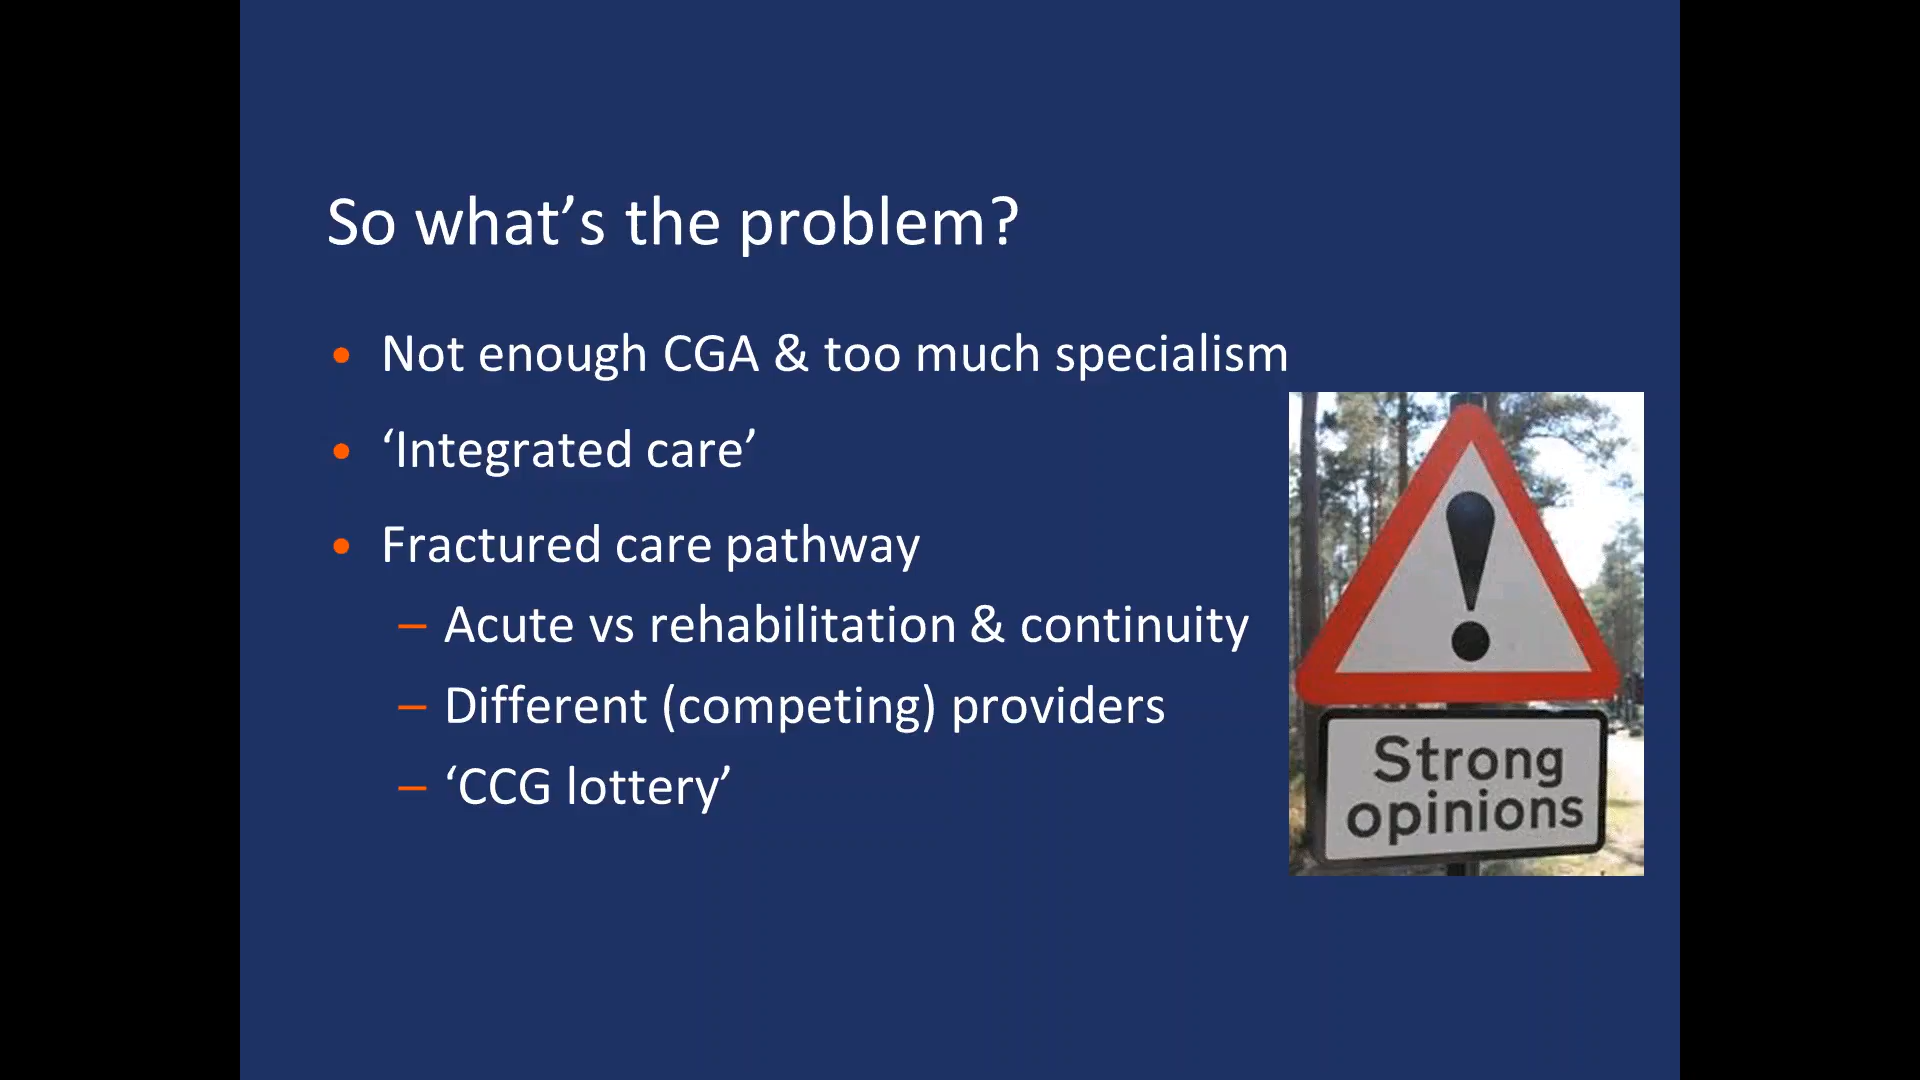 So what’s the problem?
• Not enough CGA & too much specialism
• ‘Integrated care’
• Fractured care pathway
– Acute vs rehabilitation & continuity
– Different (competing) providers
– ‘CCG lottery’
Strong
opinions